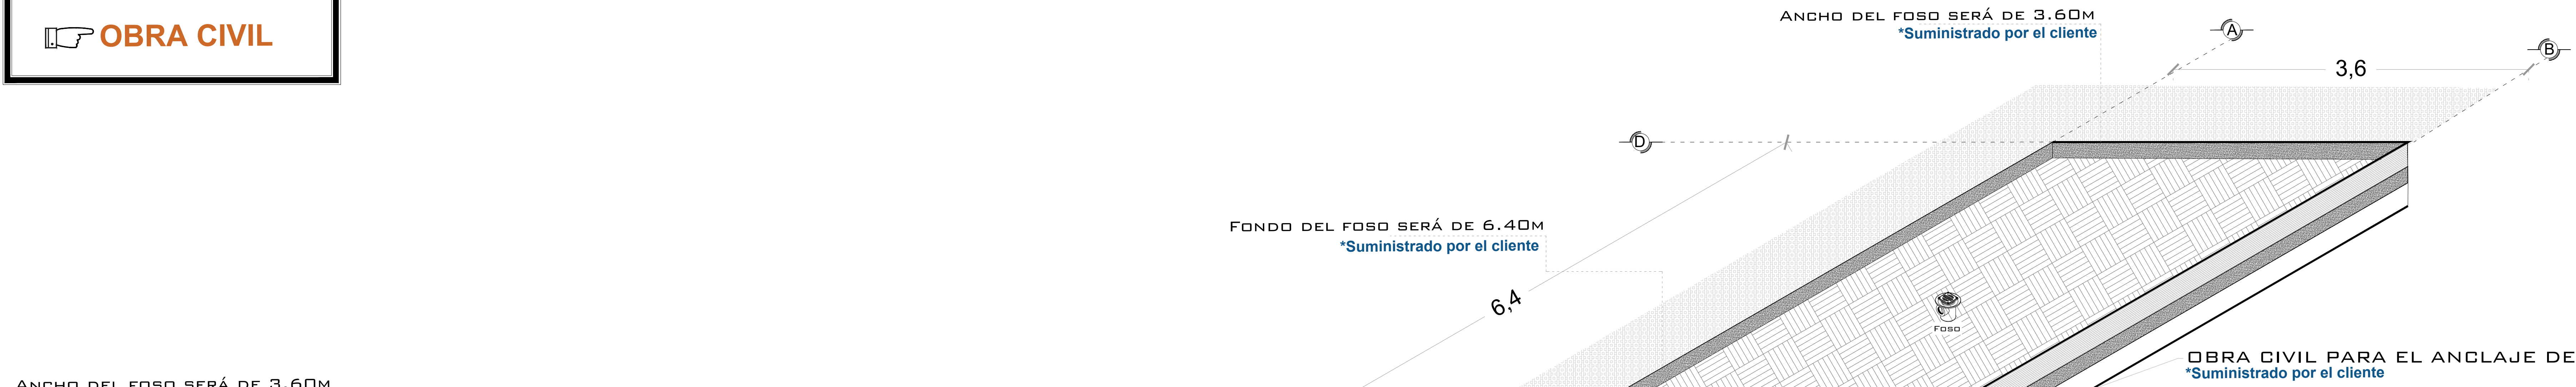 OBRA CIVIL
ANCHO DEL FOSO SERÁ DE 3.60M
*Suministrado por el cliente
A
B
3,6
D
FONDO DEL FOSO SERÁ DE 6.40M
*Suministrado por el cliente
6,4
FOSO
OBRA CIVIL PARA EL ANCLAJE DE
*Suministrado por el cliente
ANCHO DEL FOSO SERÁ DE 3.60M